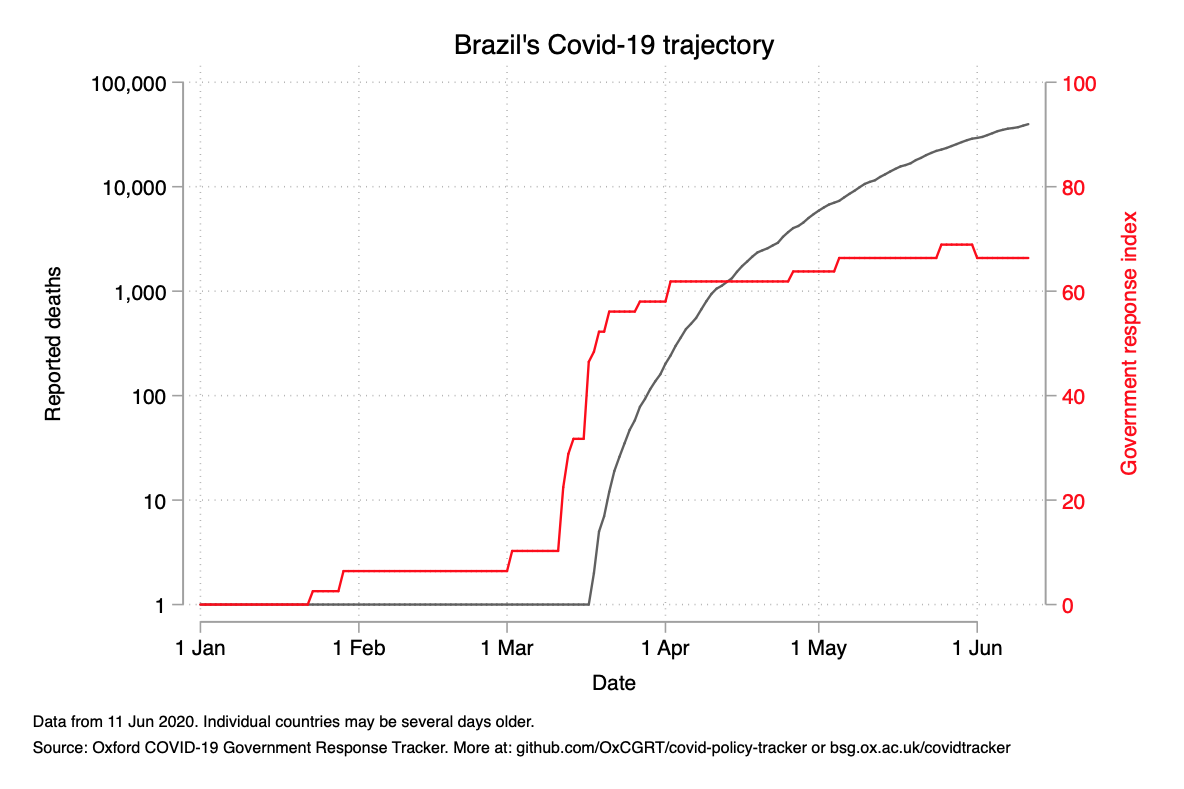 Brazil's Covid-19 trajectory
100,000
10,000
1,000
100
10
1
Reported deaths
100
80
60
40
20
0
Government response index
1 Jan
1 Feb
1 Mar
1 Apr
1 May
1 Jun
Date
Data from 11 Jun 2020. Individual countries may be several days older.
Source: Oxford COVID-19 Government Response Tracker. More at: github.com/OxCGRT/covid-policy-tracker or bsg.ox.ac.uk/covidtracker